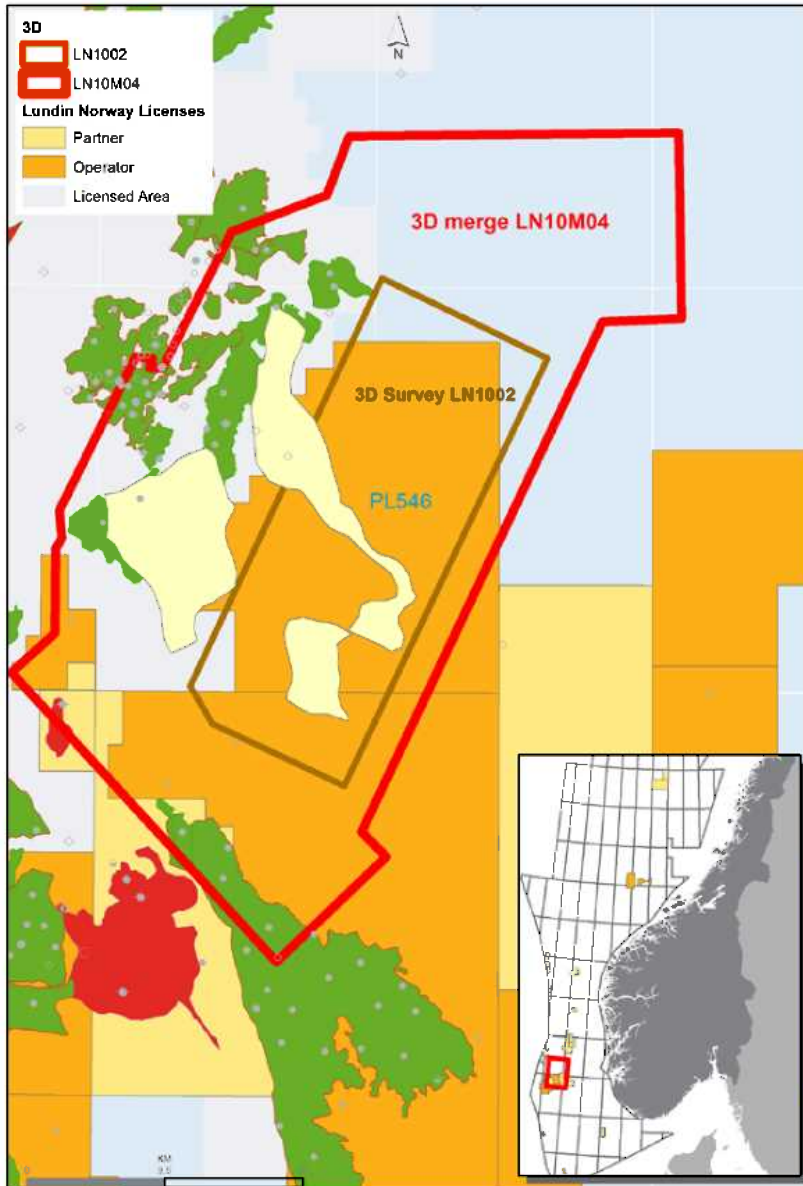 3D
LN1002
LN10M04
Lundin Norway Licenses
Partner
Operator
Licensed Area
N
3D merge LN10M04
3D Survey LN1002
PL546
KM